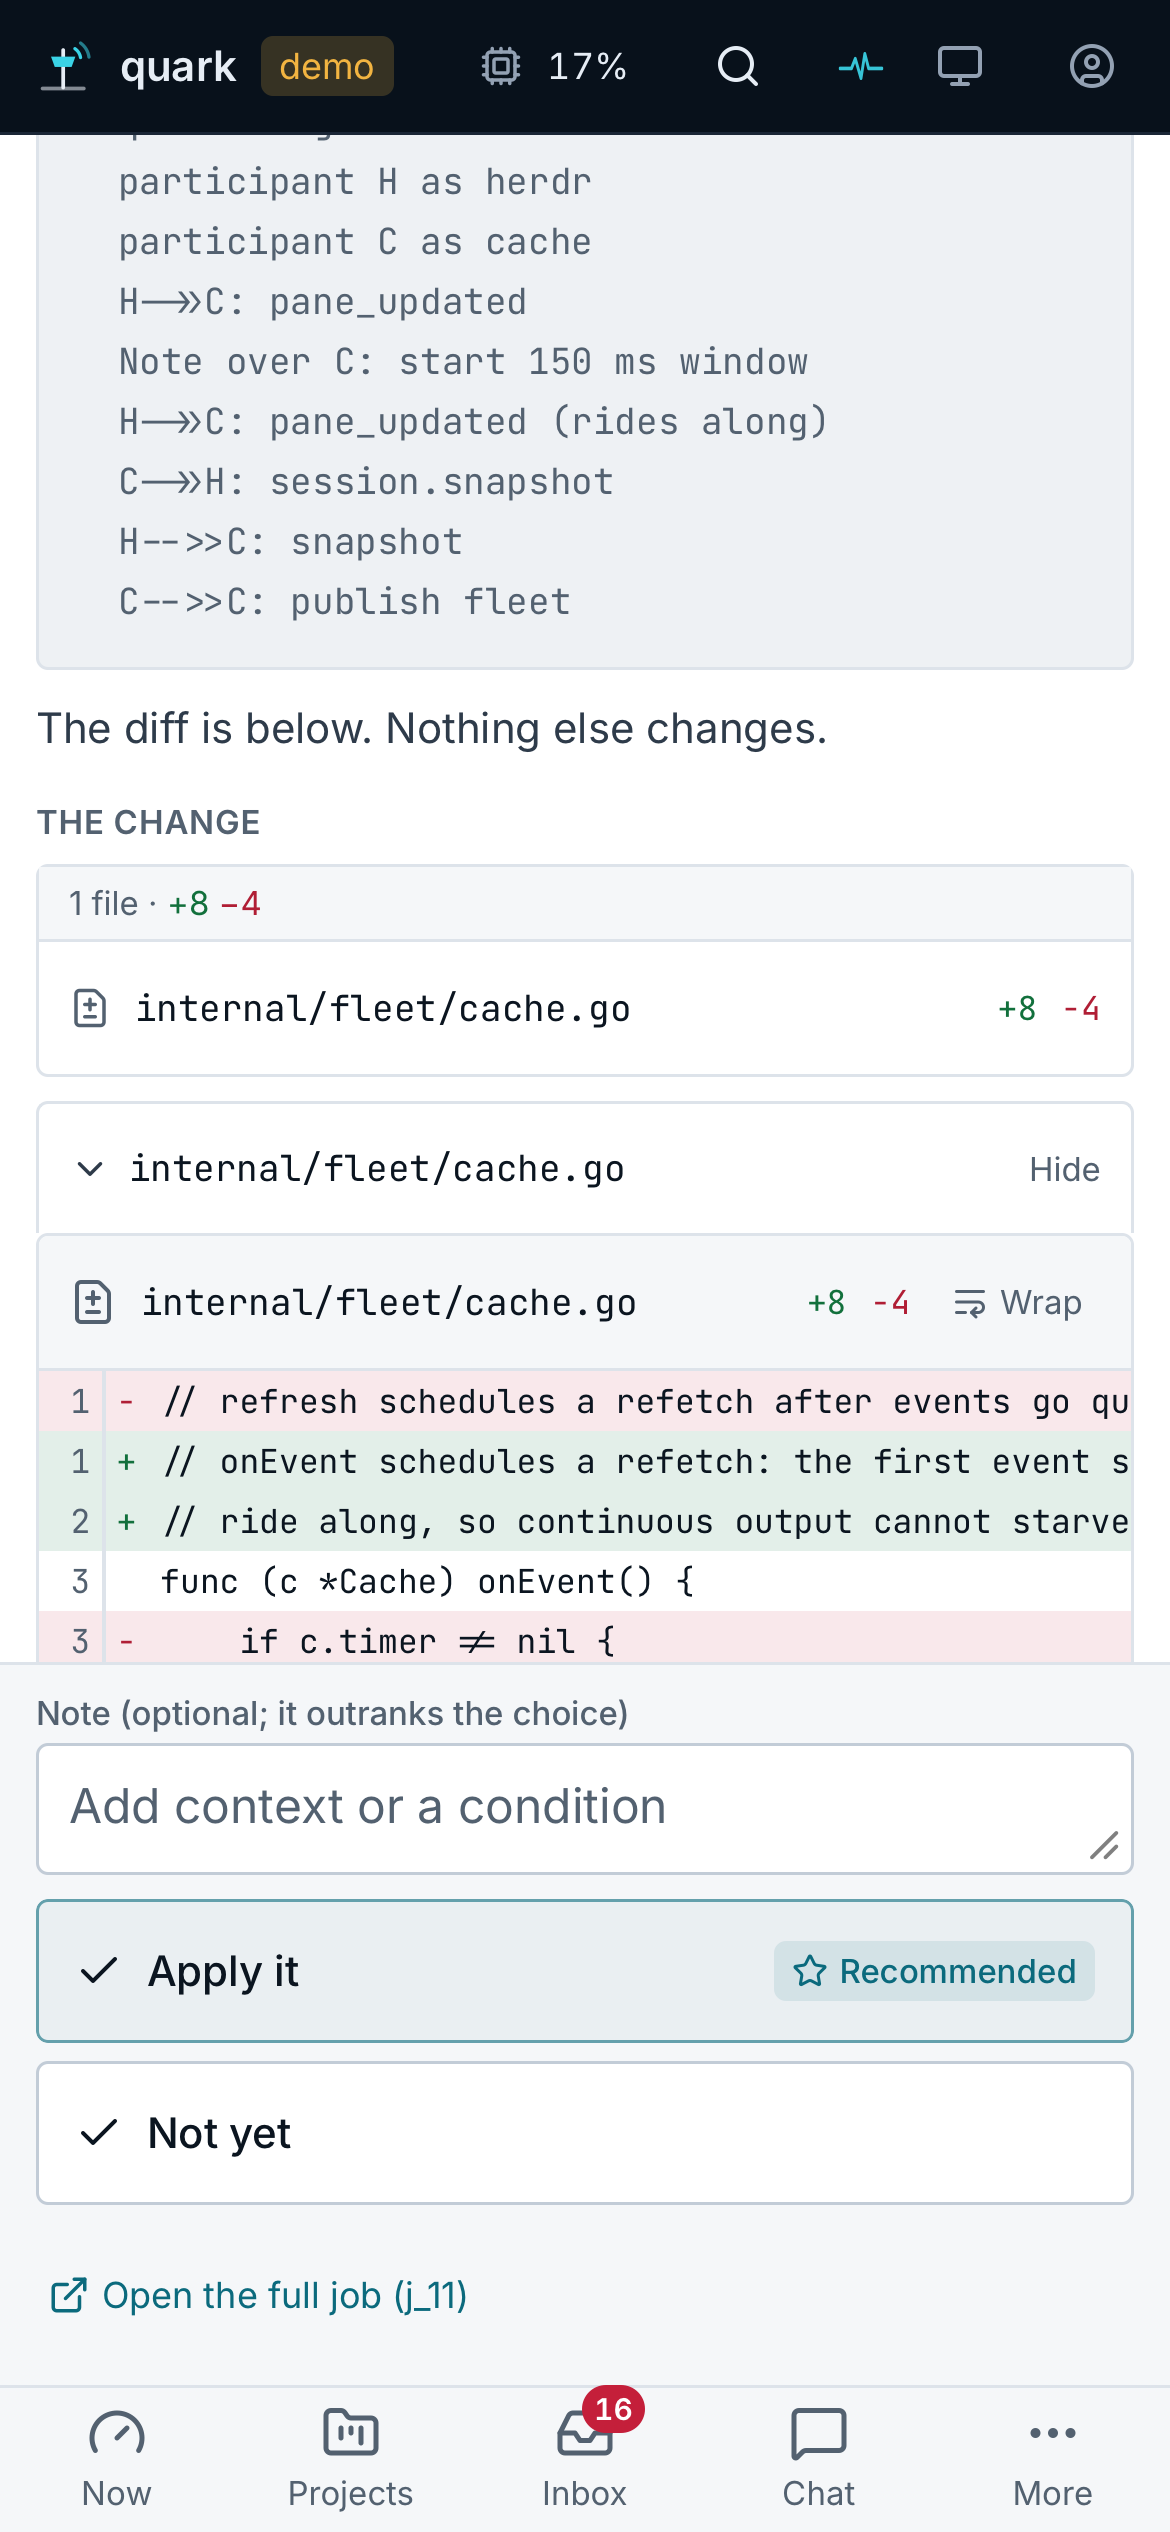 quark demo 17%
participant H as herdr
participant C as cache
H->>C: pane_updated
Note over C: start 150 ms window
H->>C: pane_updated (rides along)
C->>H: session.snapshot
H-->>C: snapshot
C-->>C: publish fleet
The diff is below. Nothing else changes.
THE CHANGE
1 file · +8 −4
internal/fleet/cache.go +8 -4
internal/fleet/cache.go Hide
internal/fleet/cache.go +8 -4 Wrap
1 - // refresh schedules a refetch after events go qu
1 + // onEvent schedules a refetch: the first event s
2 + // ride along, so continuous output cannot starve
3 func (c *Cache) onEvent() {
3 - if c.timer != nil {
Note (optional; it outranks the choice)
Add context or a condition
Apply it Recommended
Not yet
Open the full job (j_11)
16
Now Projects Inbox Chat More